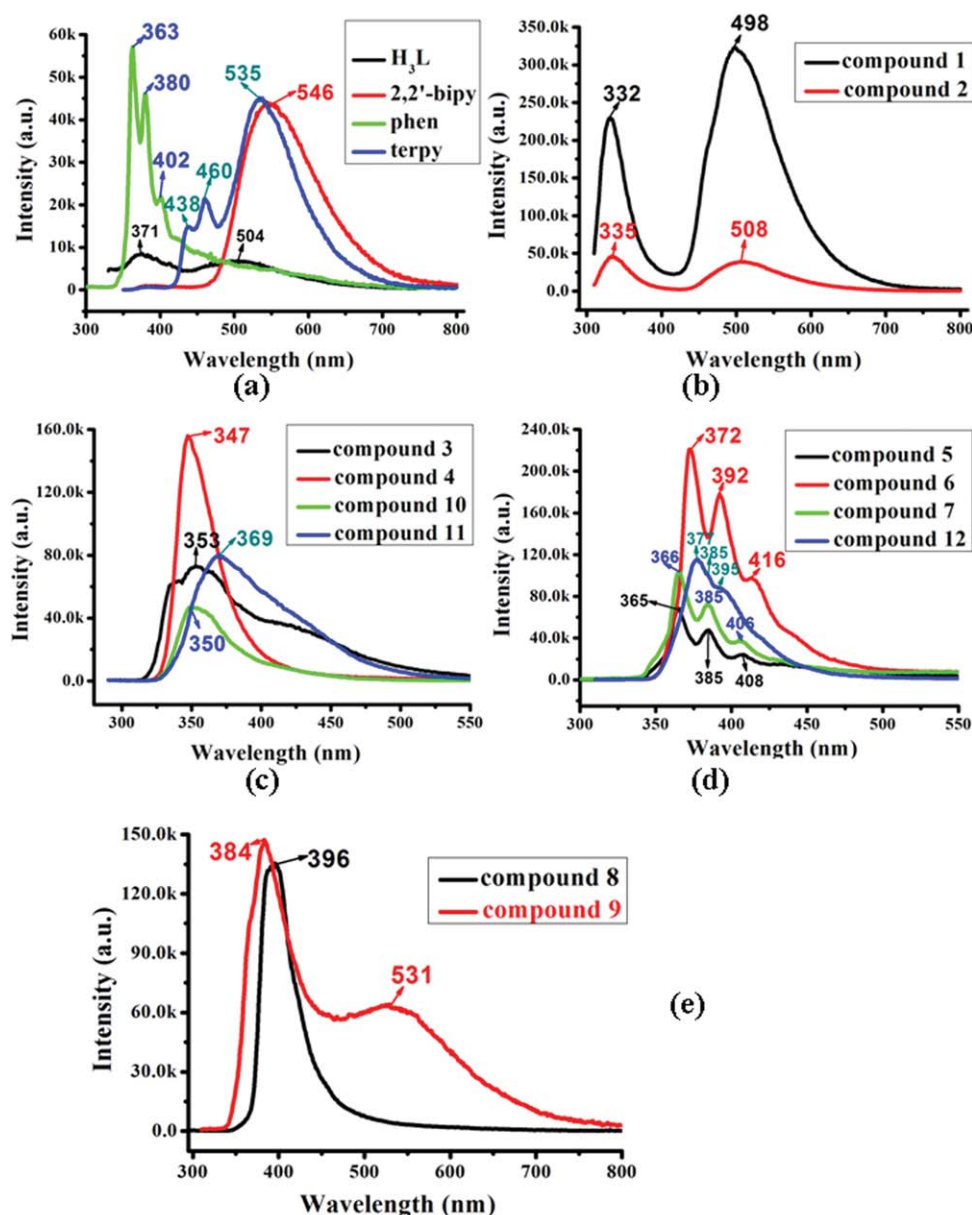 60k
50k
40k
30k
20k
10k
0
Intensity (a.u.)
363
380
402
438
460
535
546
371
504
H₃L
2,2'-bipy
phen
terpy
300 400 500 600 700 800
Wavelength (nm)
(a)
325.0k
300.0k
250.0k
200.0k
150.0k
100.0k
50.0k
0.0
Intensity (a.u.)
332
498
335
508
compound 1
compound 2
300 400 500 600 700 800
Wavelength (nm)
(b)
160.0k
120.0k
80.0k
40.0k
0.0
Intensity (a.u.)
347
353
369
350
compound 3
compound 4
compound 10
compound 11
300 350 400 450 500 550
Wavelength (nm)
(c)
240.0k
200.0k
160.0k
120.0k
80.0k
40.0k
0.0
Intensity (a.u.)
372
392
416
377
385
395
366
385
406
365
385
408
compound 5
compound 6
compound 7
compound 12
300 350 400 450 500 550
Wavelength (nm)
(d)
150.0k
120.0k
90.0k
60.0k
30.0k
0.0
Intensity (a.u.)
384
396
531
compound 8
compound 9
300 400 500 600 700 800
Wavelength (nm)
(e)